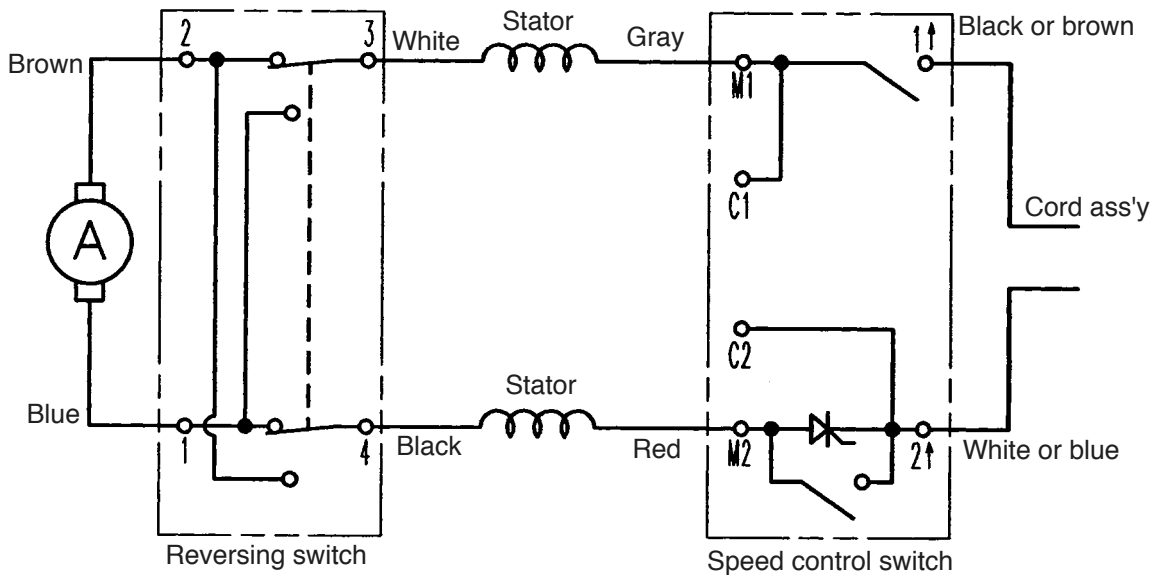 2
3
White
Stator
Gray
1
Black or brown
Brown
M1
C1
A
Cord ass'y
C2
Stator
Blue
1
4
Black
Red
M2
2
White or blue
Reversing switch
Speed control switch